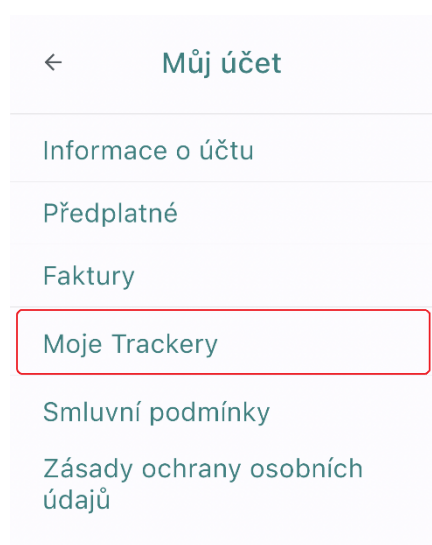 Můj účet
Informace o účtu
Předplatné
Faktury
Moje Trackery
Smluvní podmínky
Zásady ochrany osobních
údajů